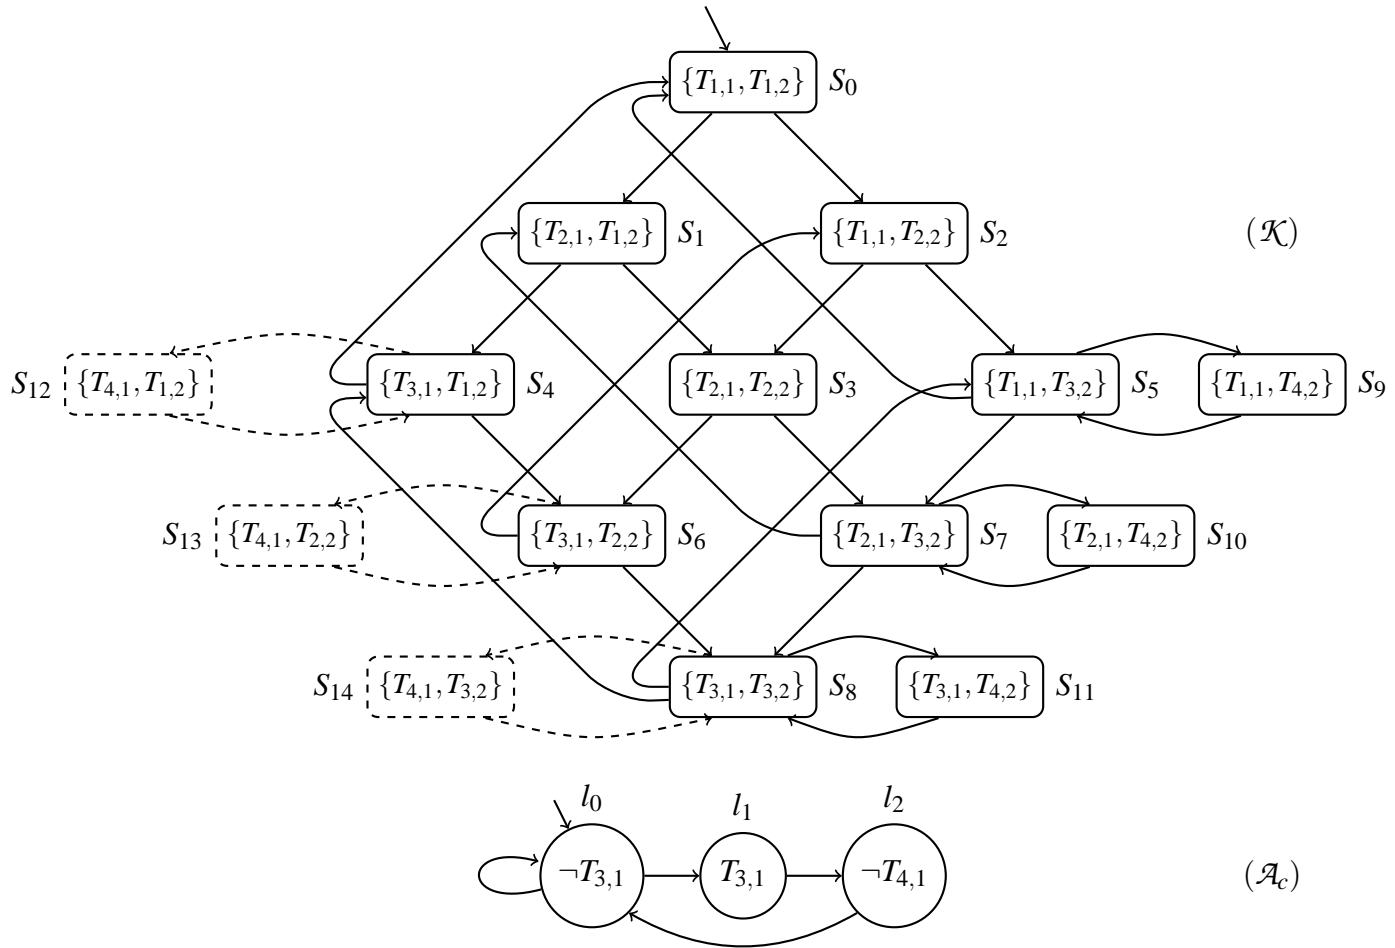 {T1,1, T1,2} S0
{T2,1, T1,2} S1 {T1,1, T2,2} S2 (𝒦)
S12 {T4,1, T1,2} {T3,1, T1,2} S4 {T2,1, T2,2} S3 {T1,1, T3,2} S5 {T1,1, T4,2} S9
S13 {T4,1, T2,2} {T3,1, T2,2} S6 {T2,1, T3,2} S7 {T2,1, T4,2} S10
S14 {T4,1, T3,2} {T3,1, T3,2} S8 {T3,1, T4,2} S11
l0 l1 l2
¬T3,1 T3,1 ¬T4,1 (𝒜c)